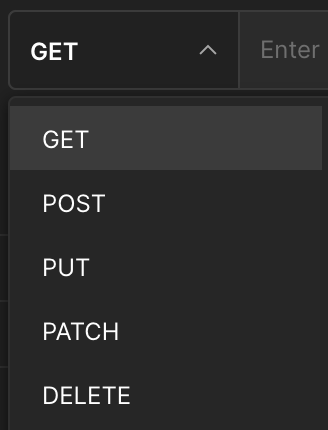 GET
Enter
GET
POST
PUT
PATCH
DELETE